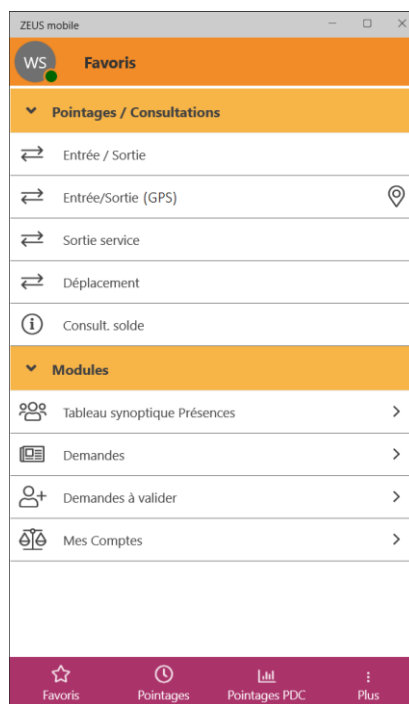 ZEUS mobile
WS
Favoris
Pointages / Consultations
Entrée / Sortie
Entrée/Sortie (GPS)
Sortie service
Déplacement
Consult. solde
Modules
Tableau synoptique Présences
Demandes
Demandes à valider
Mes Comptes
Favoris Pointages Pointages PDC Plus